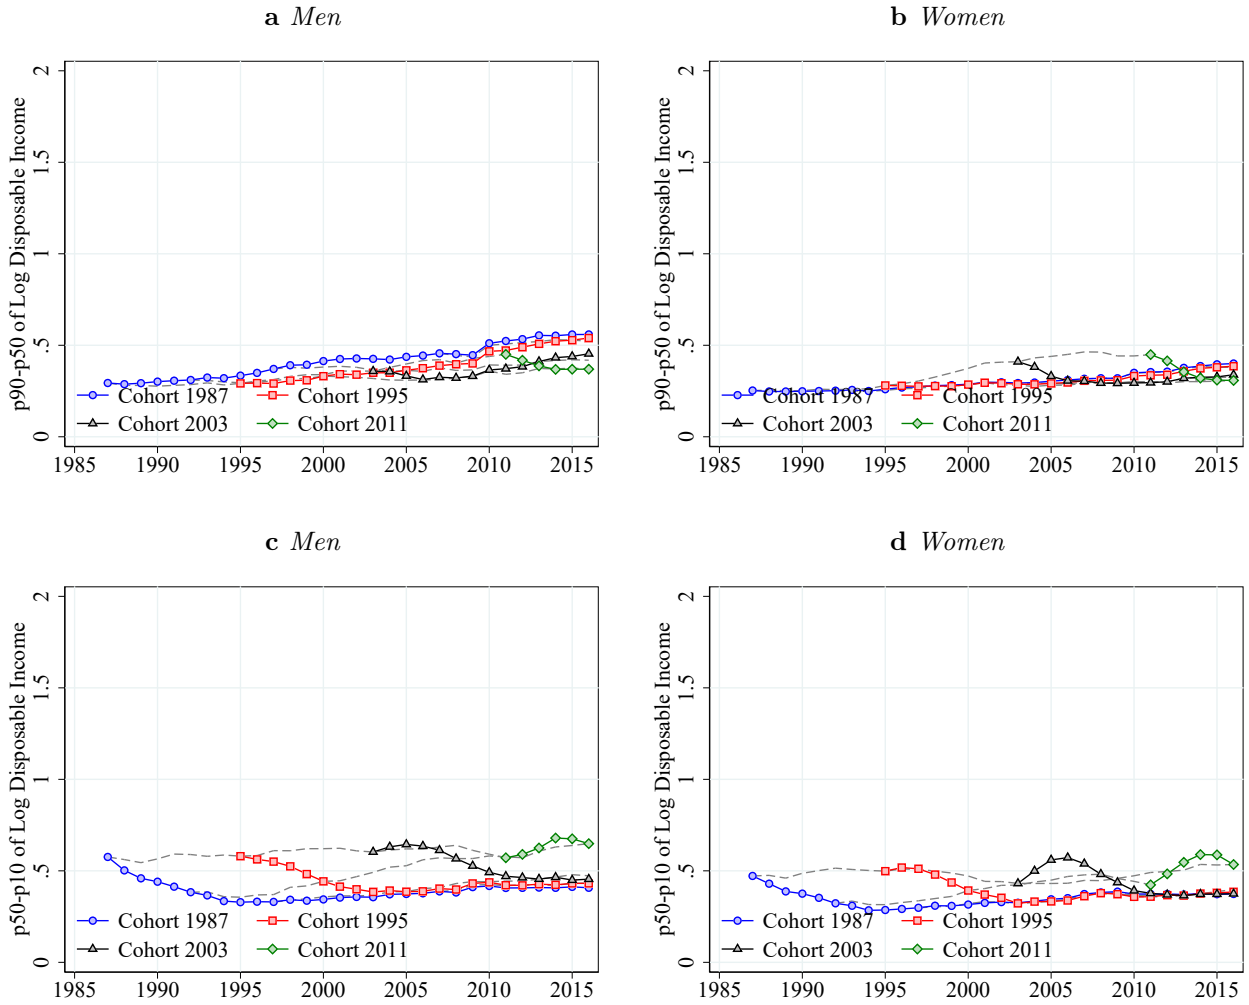 a Men
p90-p50 of Log Disposable Income
2
1.5
1
.5
0
Cohort 1987
Cohort 1995
Cohort 2003
Cohort 2011
1985 1990 1995 2000 2005 2010 2015
b Women
p90-p50 of Log Disposable Income
2
1.5
1
.5
0
Cohort 1987
Cohort 1995
Cohort 2003
Cohort 2011
1985 1990 1995 2000 2005 2010 2015
c Men
p50-p10 of Log Disposable Income
2
1.5
1
.5
0
Cohort 1987
Cohort 1995
Cohort 2003
Cohort 2011
1985 1990 1995 2000 2005 2010 2015
d Women
p50-p10 of Log Disposable Income
2
1.5
1
.5
0
Cohort 1987
Cohort 1995
Cohort 2003
Cohort 2011
1985 1990 1995 2000 2005 2010 2015